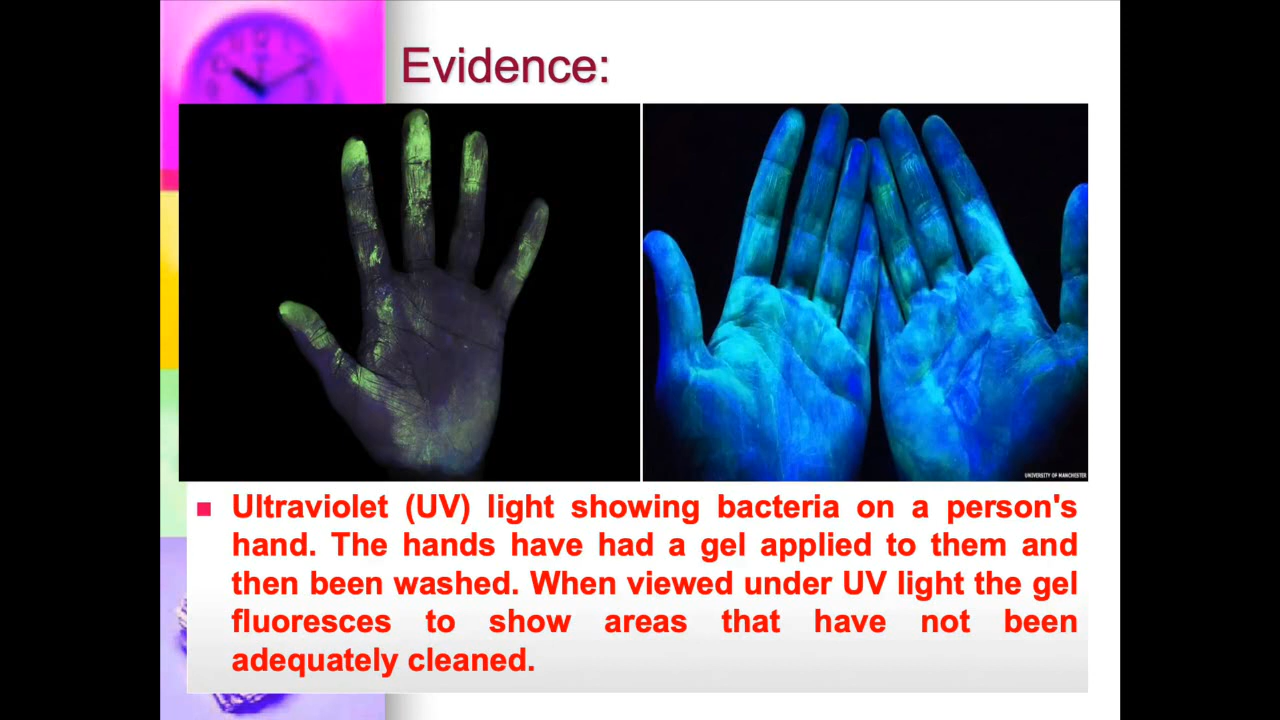 Evidence:
UNIVERSITY OF MANCHESTER
Ultraviolet (UV) light showing bacteria on a person's
hand. The hands have had a gel applied to them and
then been washed. When viewed under UV light the gel
fluoresces to show areas that have not been
adequately cleaned.